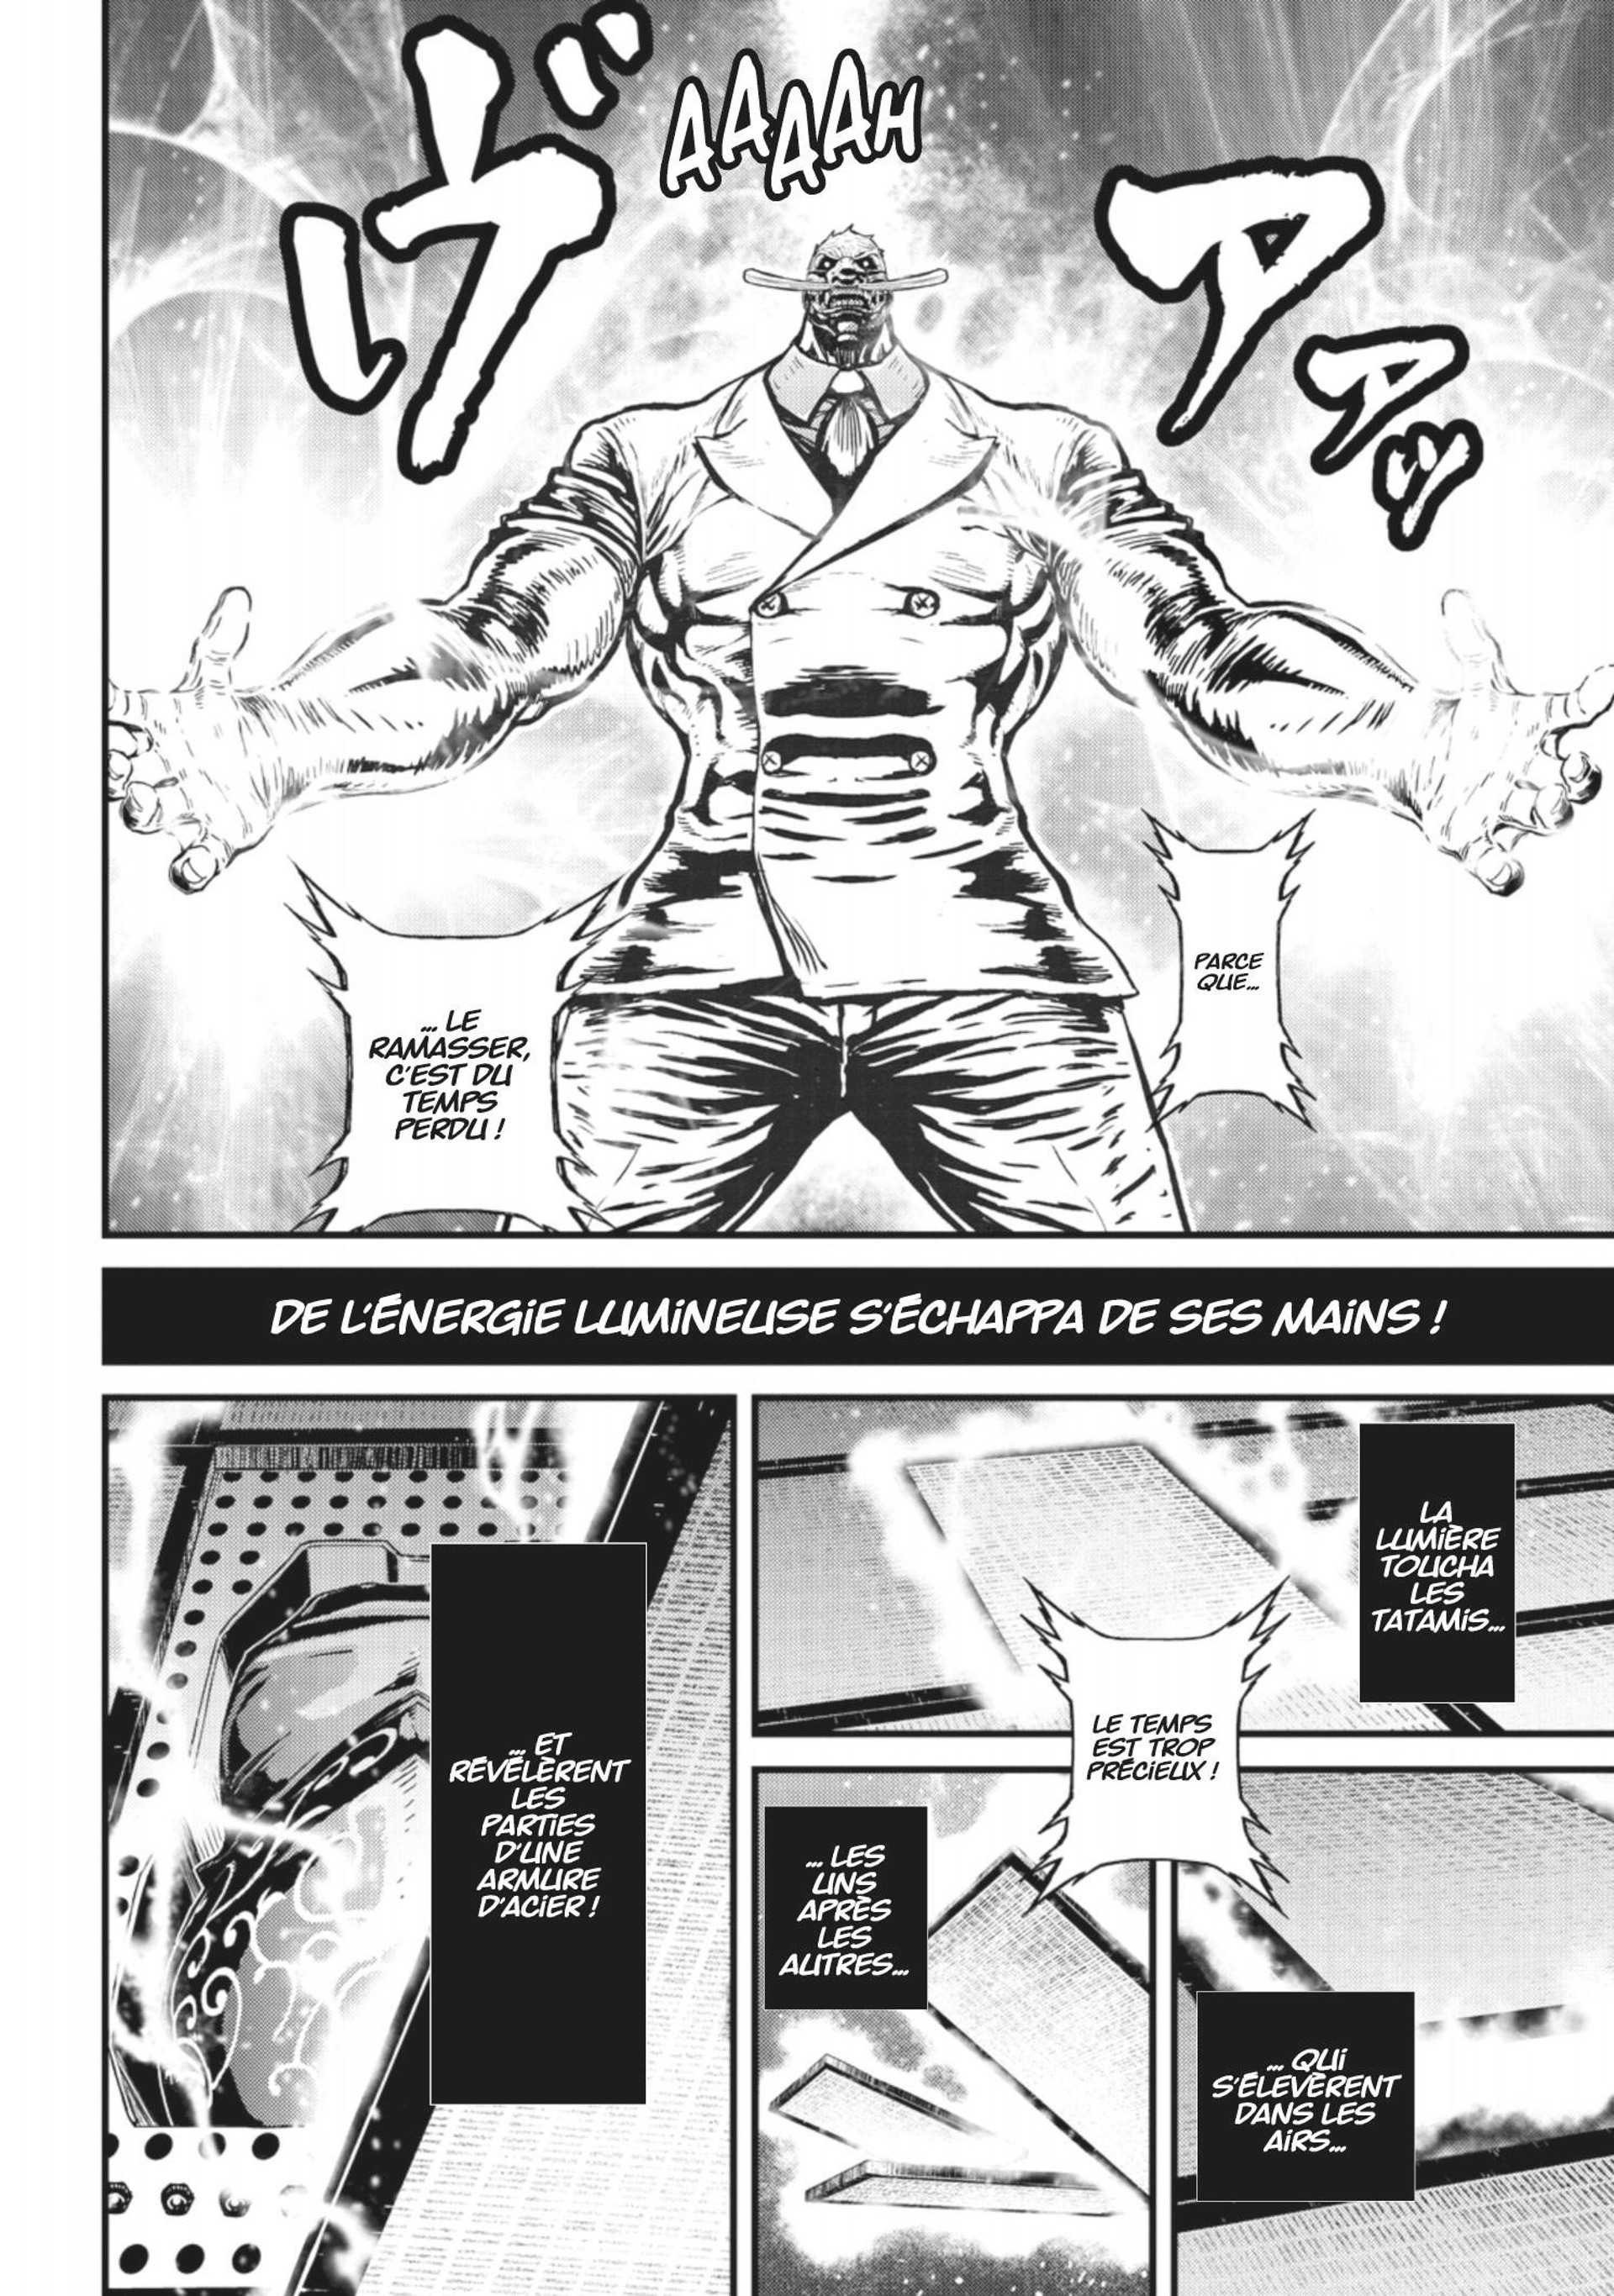 ゲ
AAAAH
アアッ
PARCE
QUE...
... LE
RAMASSER,
C'EST DU
TEMPS
PERDU !
DE L'ÉNERGIE LUMINEUSE S'ÉCHAPPA DE SES MAINS !
LA
LUMIÈRE
TOUCHA
LES
TATAMIS...
LE TEMPS
EST TROP
PRÉCIEUX !
... QUI
S'ÉLEVÈRENT
DANS LES
AIRS...
... LES
UNS
APRÈS
LES
AUTRES...
... ET
RÉVÉLÈRENT
LES
PARTIES
D'UNE
ARMURE
D'ACIER !